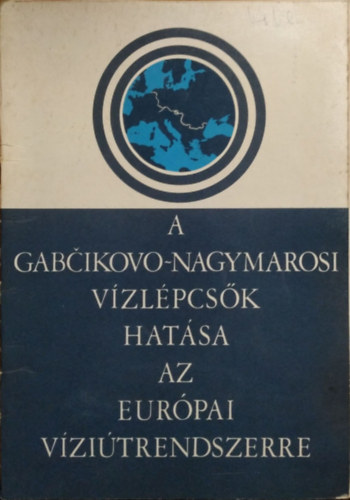 A
GABČIKOVO-NAGYMAROSI
VÍZLÉPCSŐK
HATÁSA
AZ
EURÓPAI
VÍZIÚTRENDSZERRE